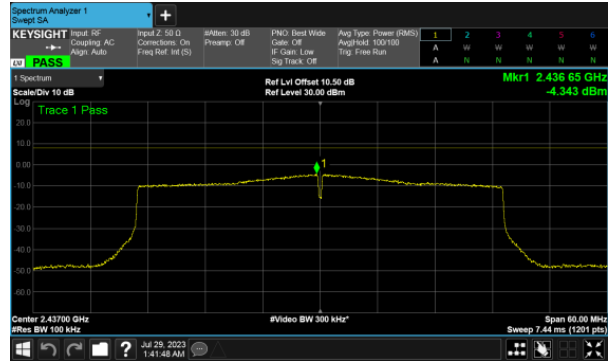 Spectrum Analyzer 1
Swept SA
+
KEYSIGHT Input: RF Input Z: 50 Ω #Atten: 30 dB PNO: Best Wide Avg Type: Power (RMS) 1 2 3 4 5 6
Coupling: AC Corrections: On Preamp: Off Gate: Off Avg|Hold: 100/100 A W W W W W
Align: Auto Freq Ref: Int (S) IF Gain: Low Trig: Free Run
LXI PASS Sig Track: Off A N N N N N
1 Spectrum Ref Lvl Offset 10.50 dB Mkr1 2.436 65 GHz
Scale/Div 10 dB Ref Level 30.00 dBm -4.343 dBm
Log
Trace 1 Pass
20.0
10.0
0.00
1
-10.0
-20.0
-30.0
-40.0
-50.0
-60.0
Center 2.43700 GHz #Video BW 300 kHz* Span 60.00 MHz
#Res BW 100 kHz Sweep 7.44 ms (1201 pts)
? Jul 29, 2023
1:41:48 AM